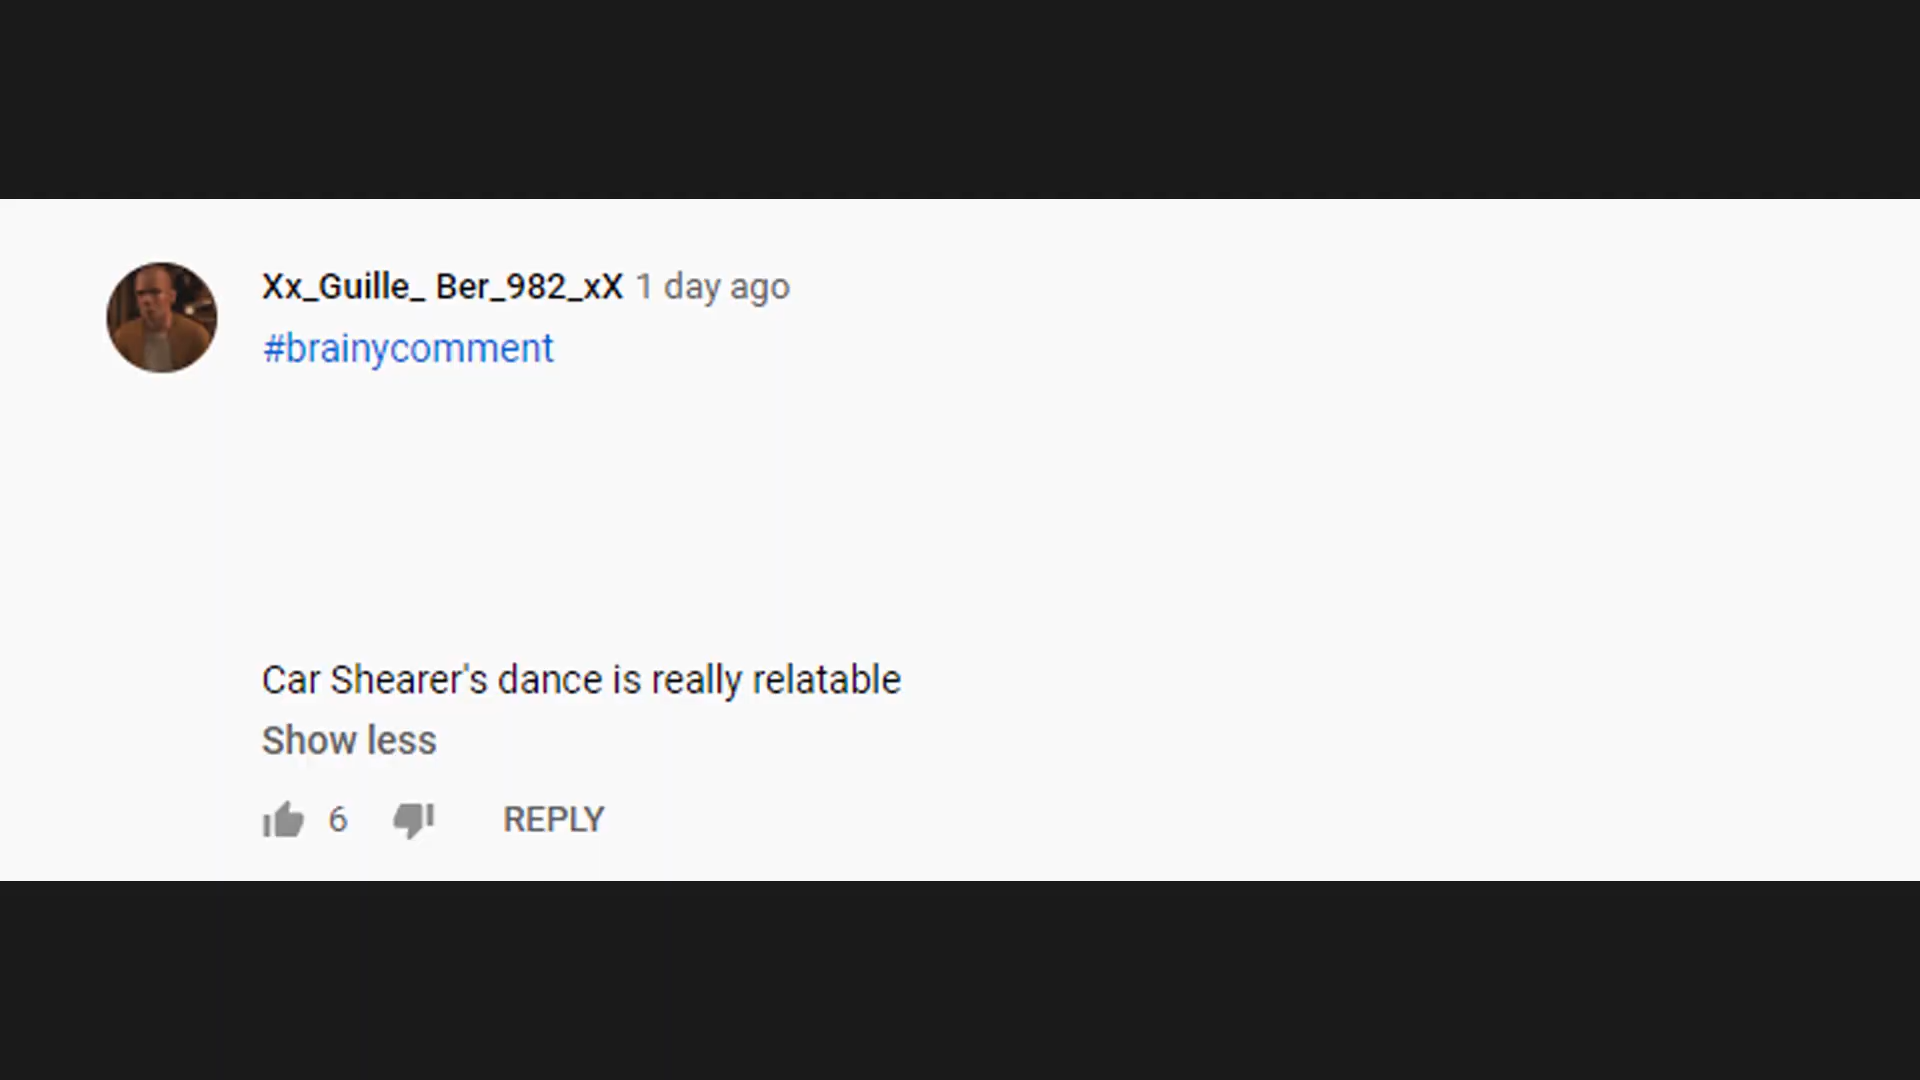 Xx_Guille_ Ber_982_xX 1 day ago
#brainycomment
Car Shearer's dance is really relatable
Show less
6 REPLY